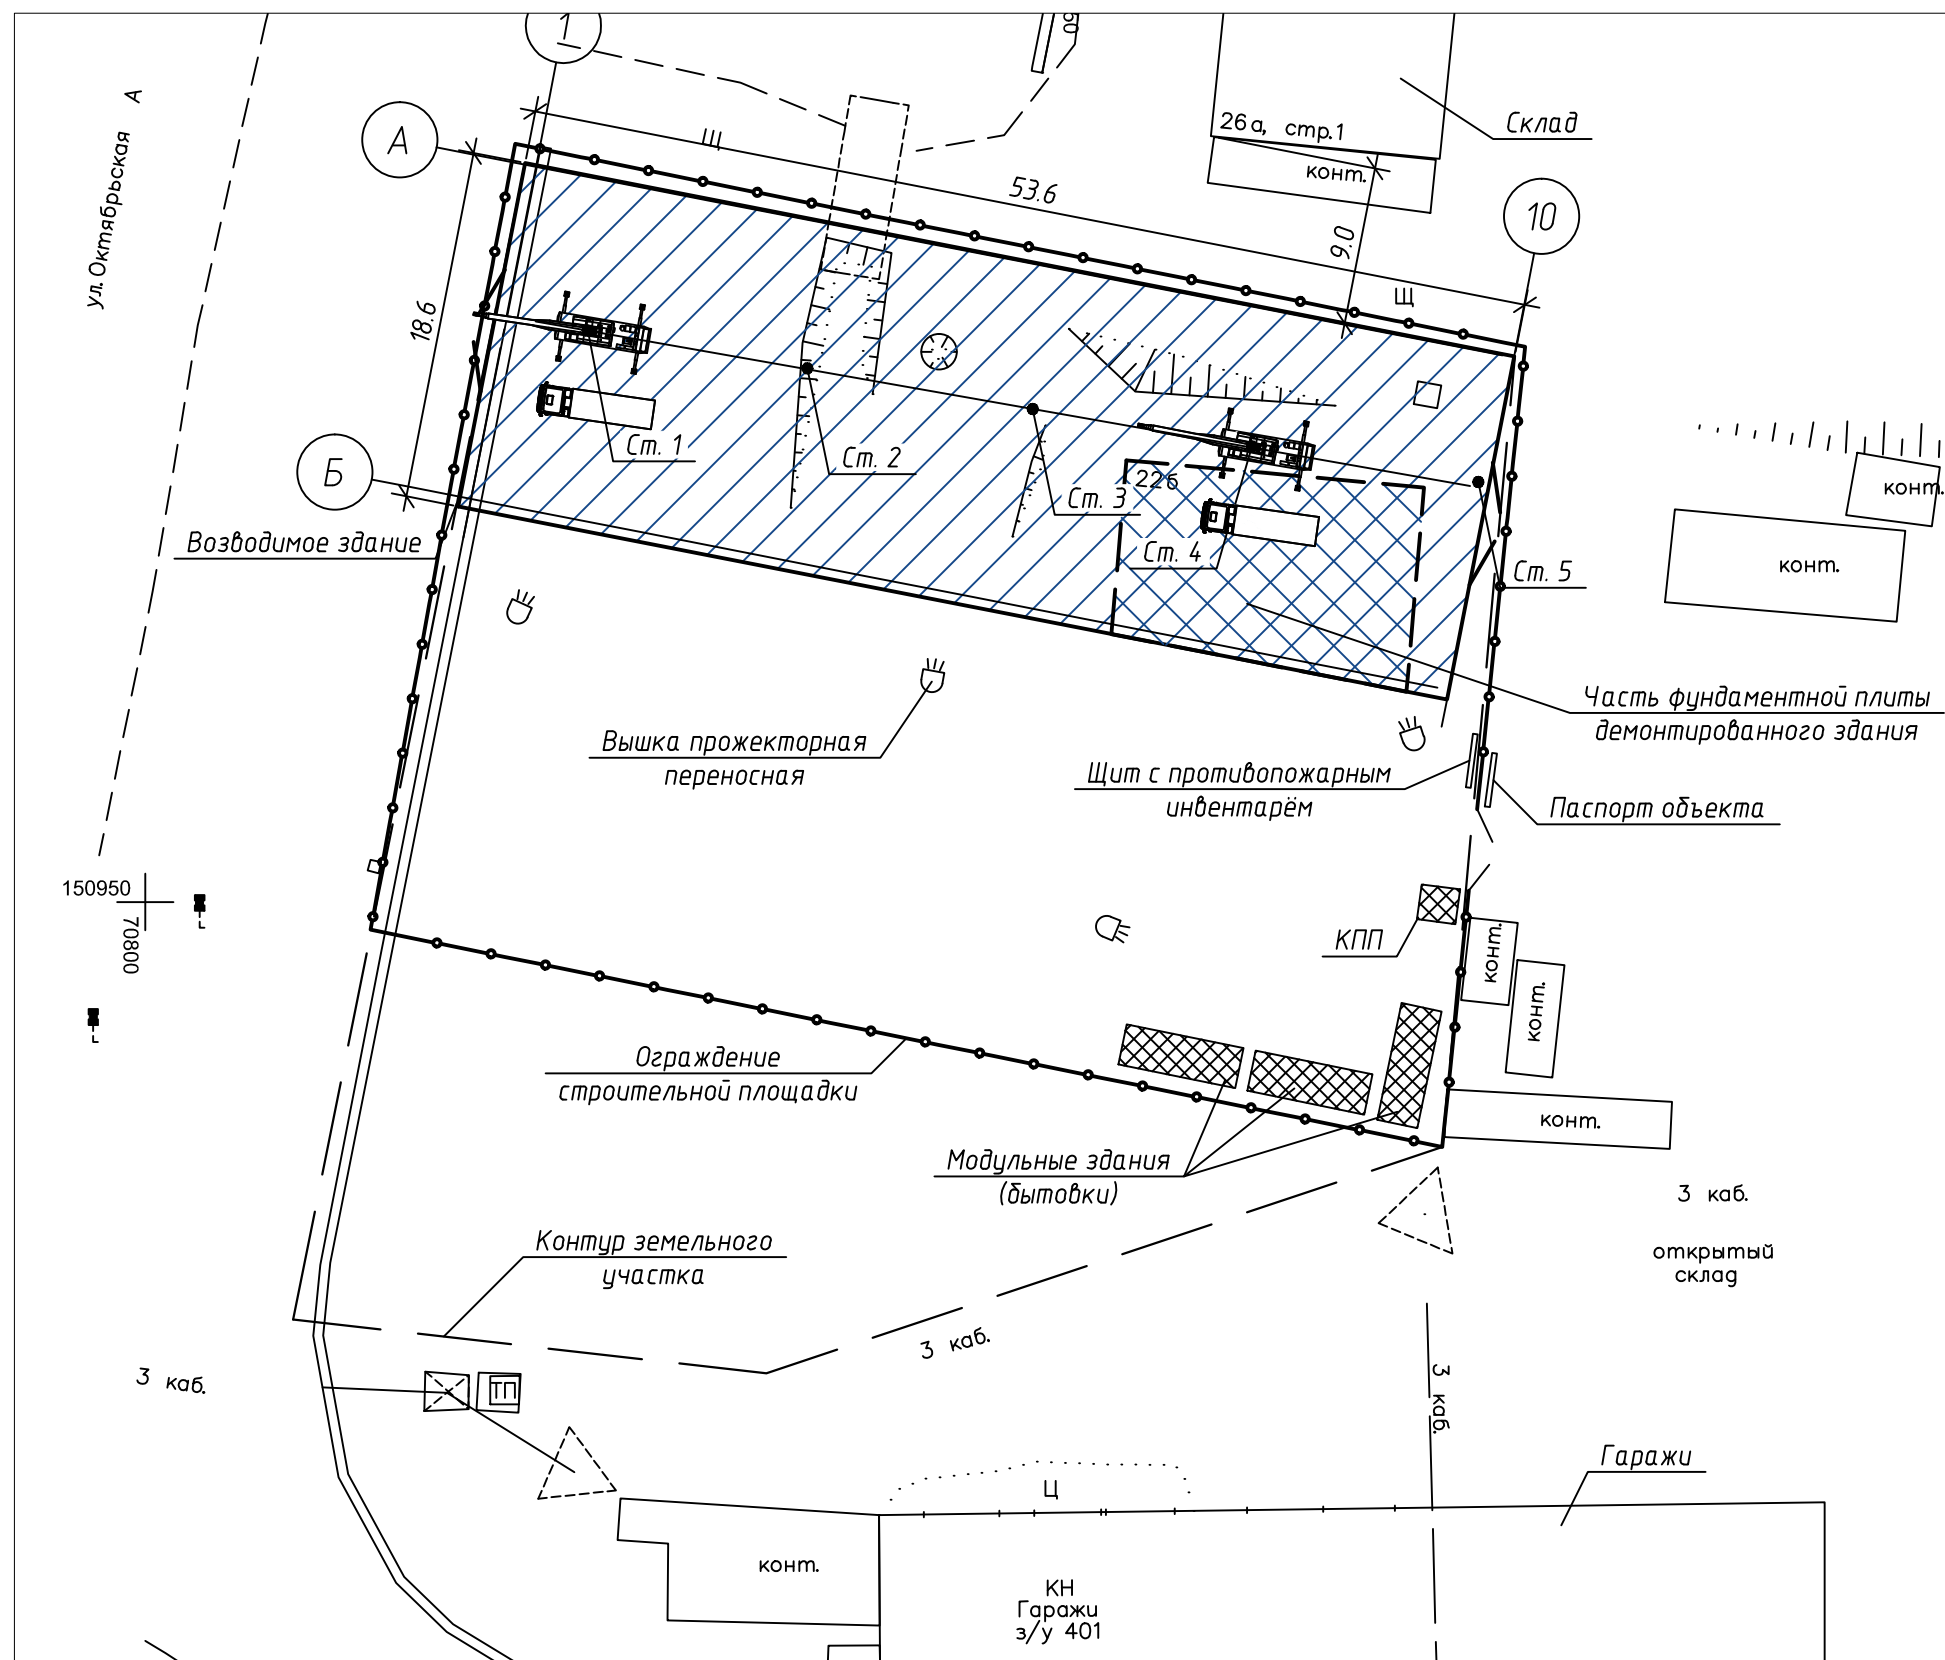 1
50
А
ул. Октябрьская
А
Щ
26а, стр.1
Склад
конт.
53.6
10
9.0
Щ
18.6
Ст. 1
Ст. 2
Б
22б
Ст. 3
конт.
Возводимое здание
Ст. 4
конт.
Ст. 5
Часть фундаментной плиты
демонтированного здания
Вышка прожекторная
переносная
Щит с противопожарным
инвентарём
Паспорт объекта
150950
70800
КПП
конт.
конт.
Ограждение
строительной площадки
конт.
Модульные здания
(бытовки)
3 каб.
Контур земельного
участка
открытый
склад
3 каб.
3 каб.
3 каб.
ТП
Гаражи
Ц
конт.
КН
Гаражи
з/у 401